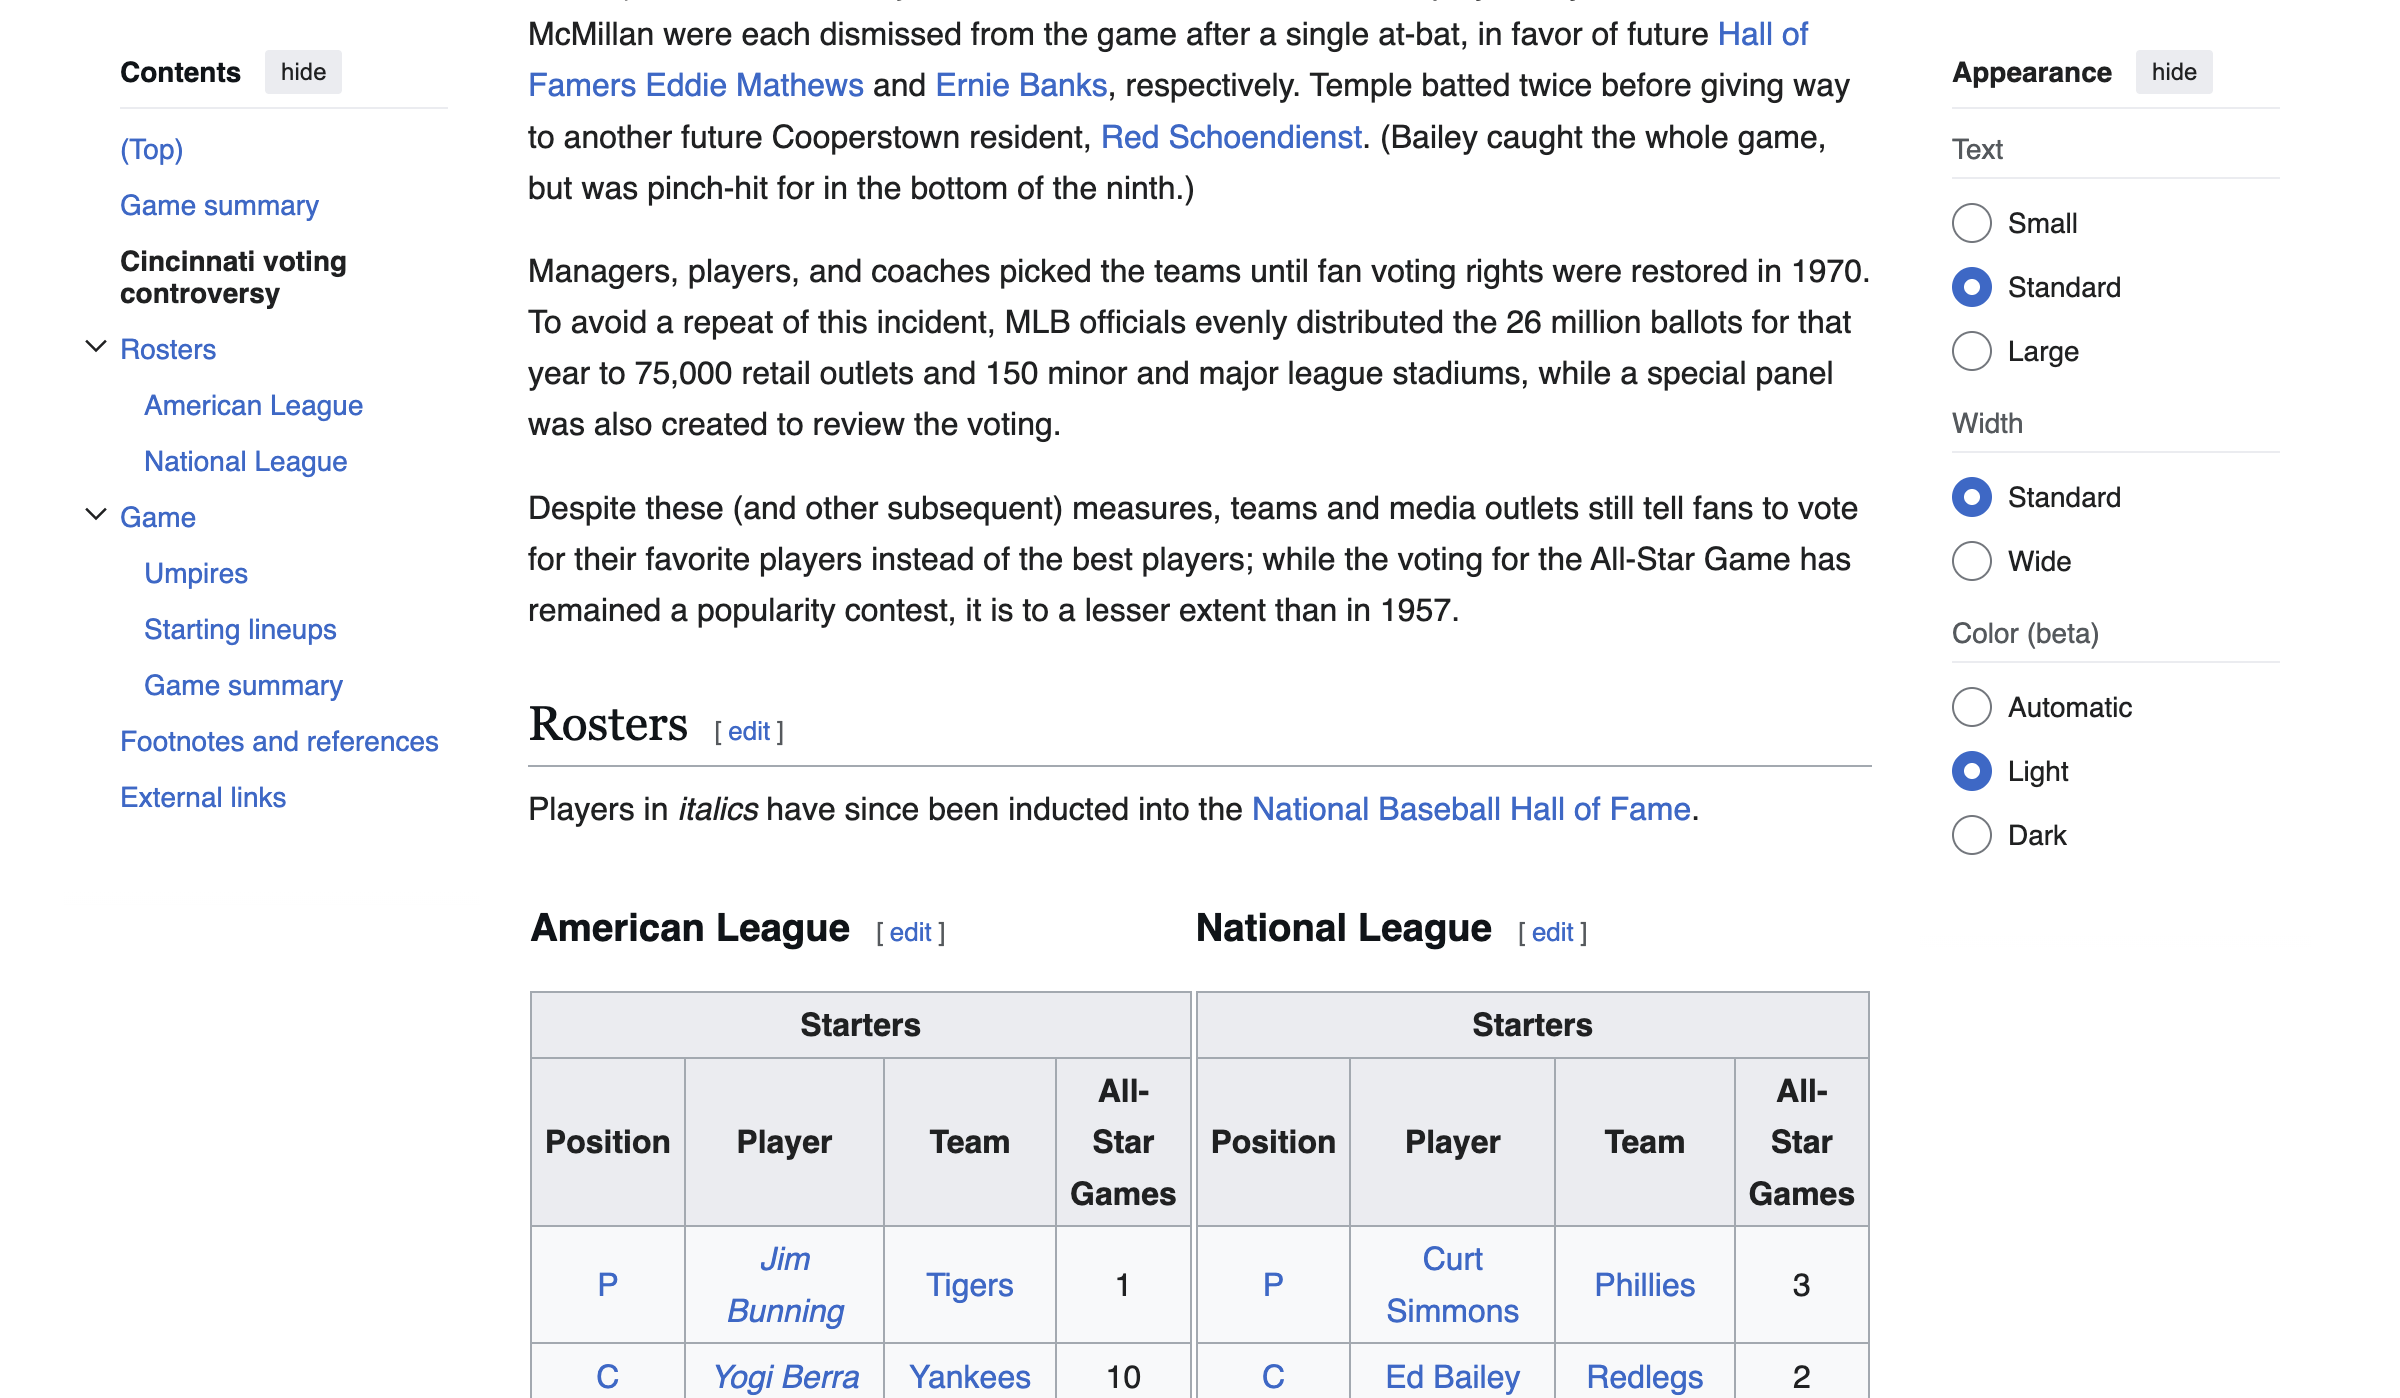 Contents hide
(Top)
Game summary
Cincinnati voting
controversy
Rosters
American League
National League
Game
Umpires
Starting lineups
Game summary
Footnotes and references
External links
McMillan were each dismissed from the game after a single at-bat, in favor of future Hall of
Famers Eddie Mathews and Ernie Banks, respectively. Temple batted twice before giving way
to another future Cooperstown resident, Red Schoendienst. (Bailey caught the whole game,
but was pinch-hit for in the bottom of the ninth.)
Managers, players, and coaches picked the teams until fan voting rights were restored in 1970.
To avoid a repeat of this incident, MLB officials evenly distributed the 26 million ballots for that
year to 75,000 retail outlets and 150 minor and major league stadiums, while a special panel
was also created to review the voting.
Despite these (and other subsequent) measures, teams and media outlets still tell fans to vote
for their favorite players instead of the best players; while the voting for the All-Star Game has
remained a popularity contest, it is to a lesser extent than in 1957.
Rosters [ edit ]
Players in italics have since been inducted into the National Baseball Hall of Fame.
American League [ edit ]
Starters
Position Player Team All-
Star
Games
P Jim
Bunning Tigers 1
C Yogi Berra Yankees 10
National League [ edit ]
Starters
Position Player Team All-
Star
Games
P Curt
Simmons Phillies 3
C Ed Bailey Redlegs 2
Appearance hide
Text
Small
Standard
Large
Width
Standard
Wide
Color (beta)
Automatic
Light
Dark